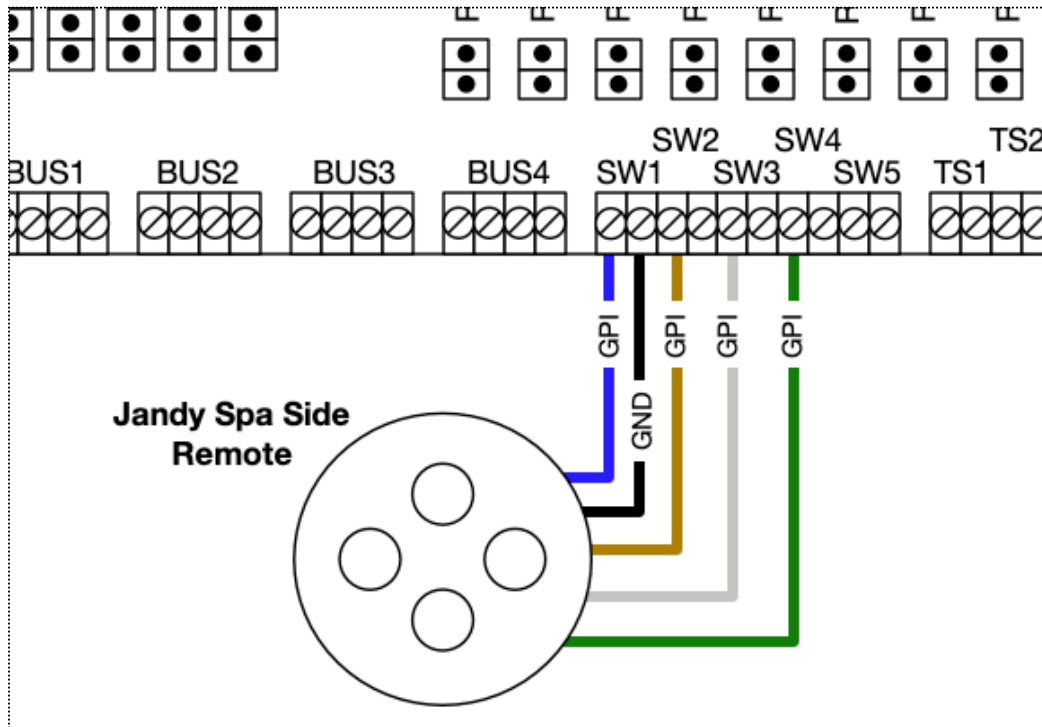 SW2 SW4 TS2
BUS1 BUS2 BUS3 BUS4 SW1 SW3 SW5 TS1
GPI GPI GPI GPI
GND
Jandy Spa Side
Remote